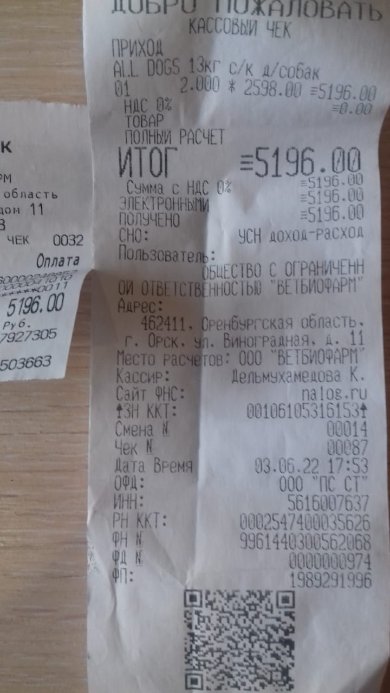 ДОБРО ПОЖАЛОВАТЬ
КАССОВЫЙ ЧЕК
ПРИХОД
ALL DOGS 13кг с/к д/собак
01 2.000 * 2598.00 ≡5196.00
НДС 0% ≡0.00
ТОВАР
ПОЛНЫЙ РАСЧЕТ
ИТОГ ≡5196.00
Сумма с НДС 0% ≡5196.00
ЭЛЕКТРОННЫМИ ≡5196.00
ПОЛУЧЕНО ≡5196.00
СНО: УСН доход-расход
Пользователь:
ОБЩЕСТВО С ОГРАНИЧЕНН
ОЙ ОТВЕТСТВЕННОСТЬЮ "ВЕТБИОФАРМ"
Адрес:
462411, Оренбургская область,
г. Орск, ул. Виноградная, д. 11
Место расчетов: ООО "ВЕТБИОФАРМ"
Кассир: Дельмухамедова К.
Сайт ФНС: nalog.ru
↑ЗН ККТ: 00106105316153↑
Смена № 00014
Чек № 00087
Дата Время 03.06.22 17:53
ОФД: ООО "ПС СТ"
ИНН: 5616007637
РН ККТ: 0002547400035626
ФН № 9961440300562068
ФД № 0000000974
ФП: 1989291996
К
РМ
область
дом 11
ЧЕК 0032
Оплата
5196.00
Руб.
7927305
503663